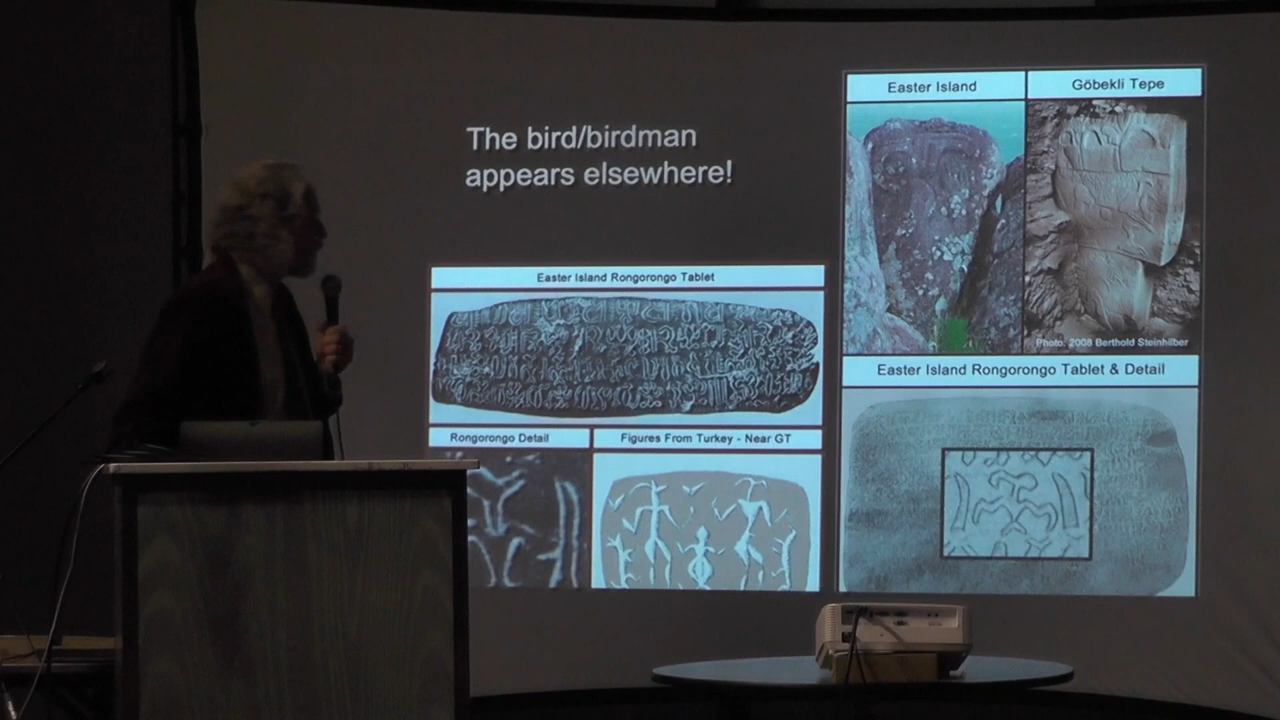 The bird/birdman
appears elsewhere!
Easter Island Rongorongo Tablet
Rongorongo Detail
Figures From Turkey - Near GT
Easter Island
Göbekli Tepe
Photo: 2008 Berthold Steinhilber
Easter Island Rongorongo Tablet & Detail